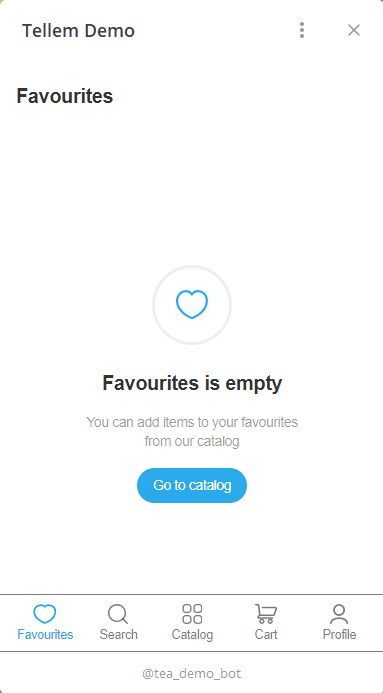 Tellem Demo
Favourites
Favourites is empty
You can add items to your favourites
from our catalog
Go to catalog
Favourites
Search
Catalog
Cart
Profile
@tea_demo_bot